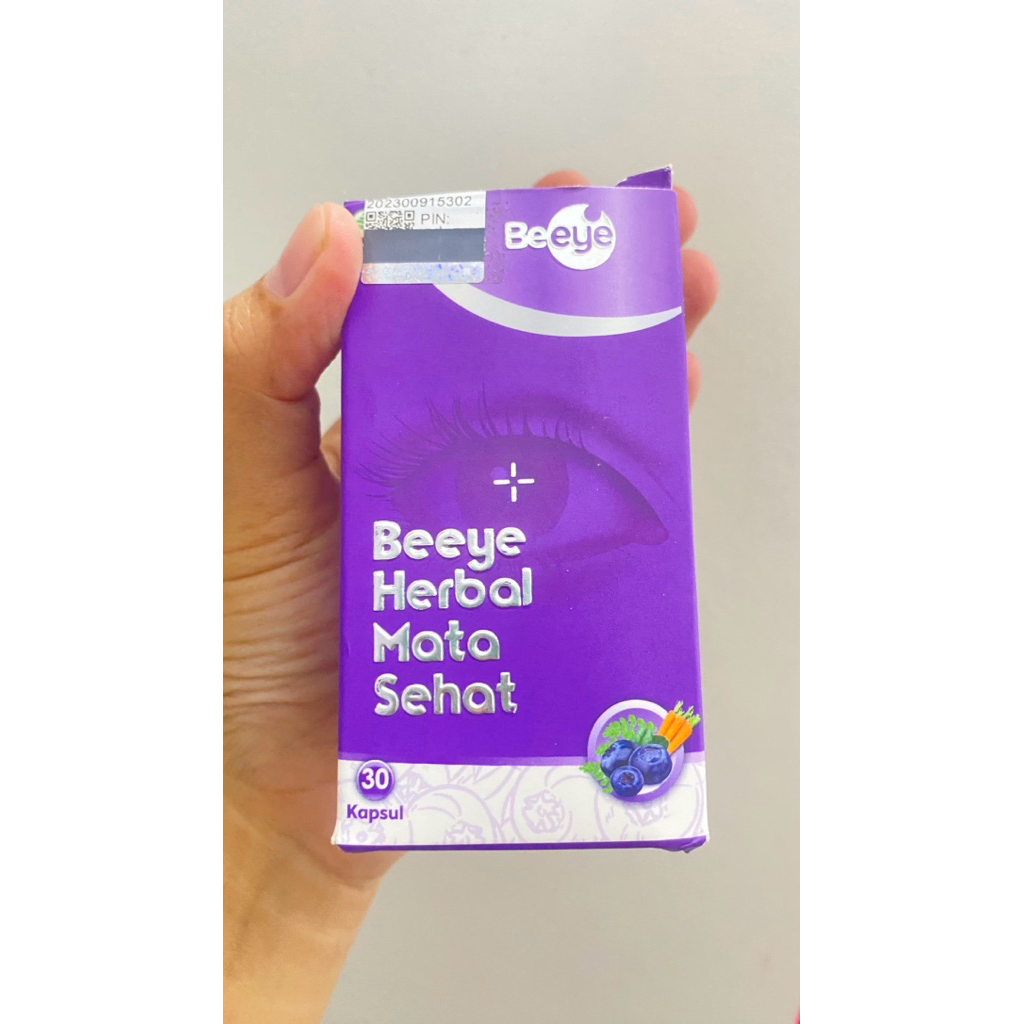 202300915302
PIN:
Beeye
Beeye
Herbal
Mata
Sehat
30
Kapsul